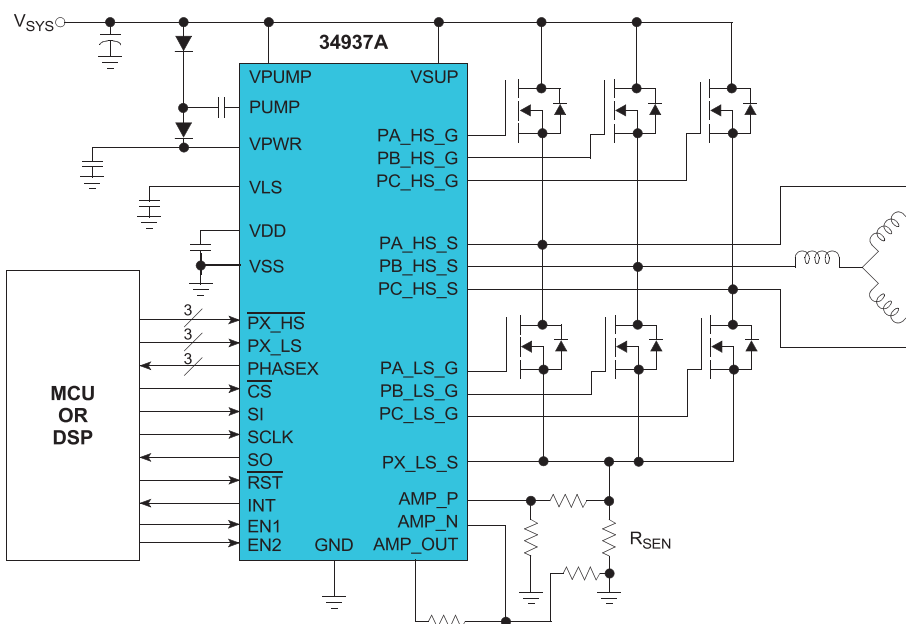 VSYS
34937A
VPUMP
VSUP
PUMP
VPWR
VLS
VDD
VSS
PA_HS_G
PB_HS_G
PC_HS_G
PA_HS_S
PB_HS_S
PC_HS_S
MCU
OR
DSP
3
3
3
PX_HS
PX_LS
PHASEX
CS
SI
SCLK
SO
RST
INT
EN1
EN2
GND
PA_LS_G
PB_LS_G
PC_LS_G
PX_LS_S
AMP_P
AMP_N
AMP_OUT
RSEN